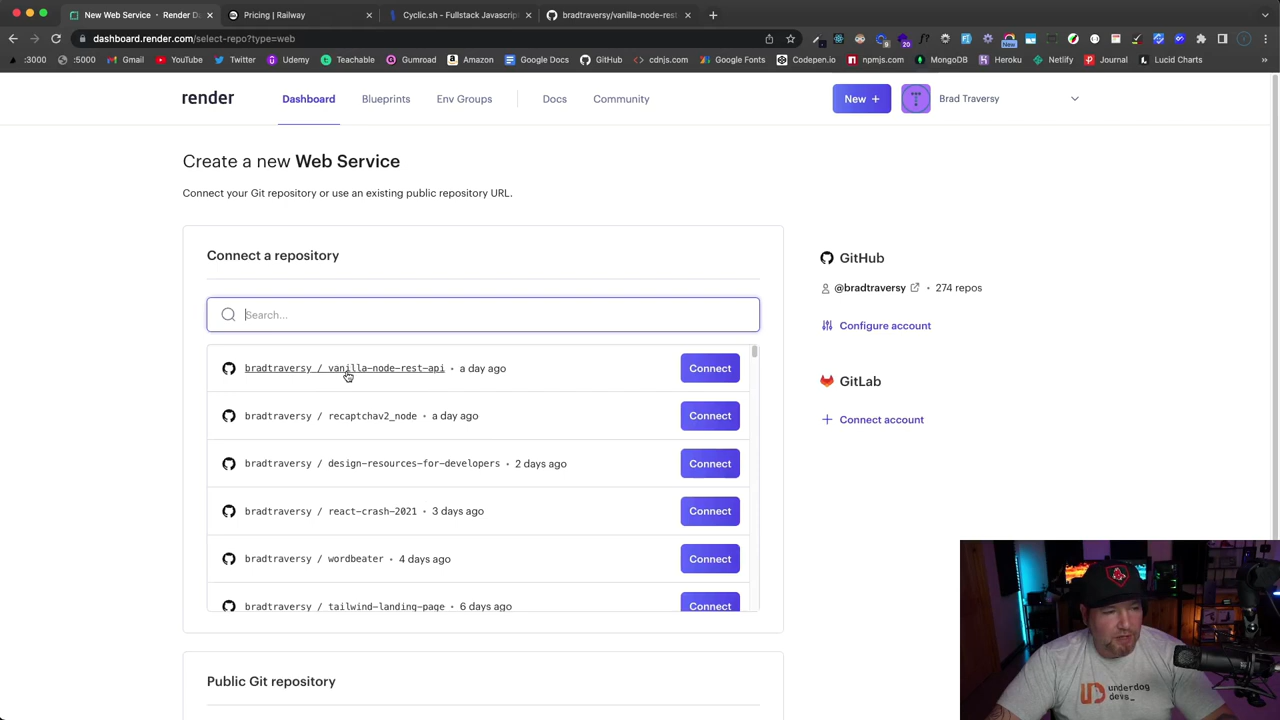 New Web Service · Render Da
Pricing | Railway
Cyclic.sh - Fullstack Javascrip
bradtraversy/vanilla-node-rest
dashboard.render.com/select-repo?type=web
:3000
:5000
Gmail
YouTube
Twitter
Udemy
Teachable
Gumroad
Amazon
Google Docs
GitHub
cdnjs.com
Google Fonts
Codepen.io
npmjs.com
MongoDB
Heroku
Netlify
Journal
Lucid Charts
20
New
render
Dashboard
Blueprints
Env Groups
Docs
Community
New +
Brad Traversy
Create a new Web Service
Connect your Git repository or use an existing public repository URL.
Connect a repository
Search...
bradtraversy / vanilla-node-rest-api • a day ago
Connect
bradtraversy / recaptchav2_node • a day ago
Connect
bradtraversy / design-resources-for-developers • 2 days ago
Connect
bradtraversy / react-crash-2021 • 3 days ago
Connect
bradtraversy / wordbeater • 4 days ago
Connect
bradtraversy / tailwind-landing-page • 6 days ago
Connect
Public Git repository
GitHub
@bradtraversy • 274 repos
Configure account
GitLab
+ Connect account
underdog
devs_